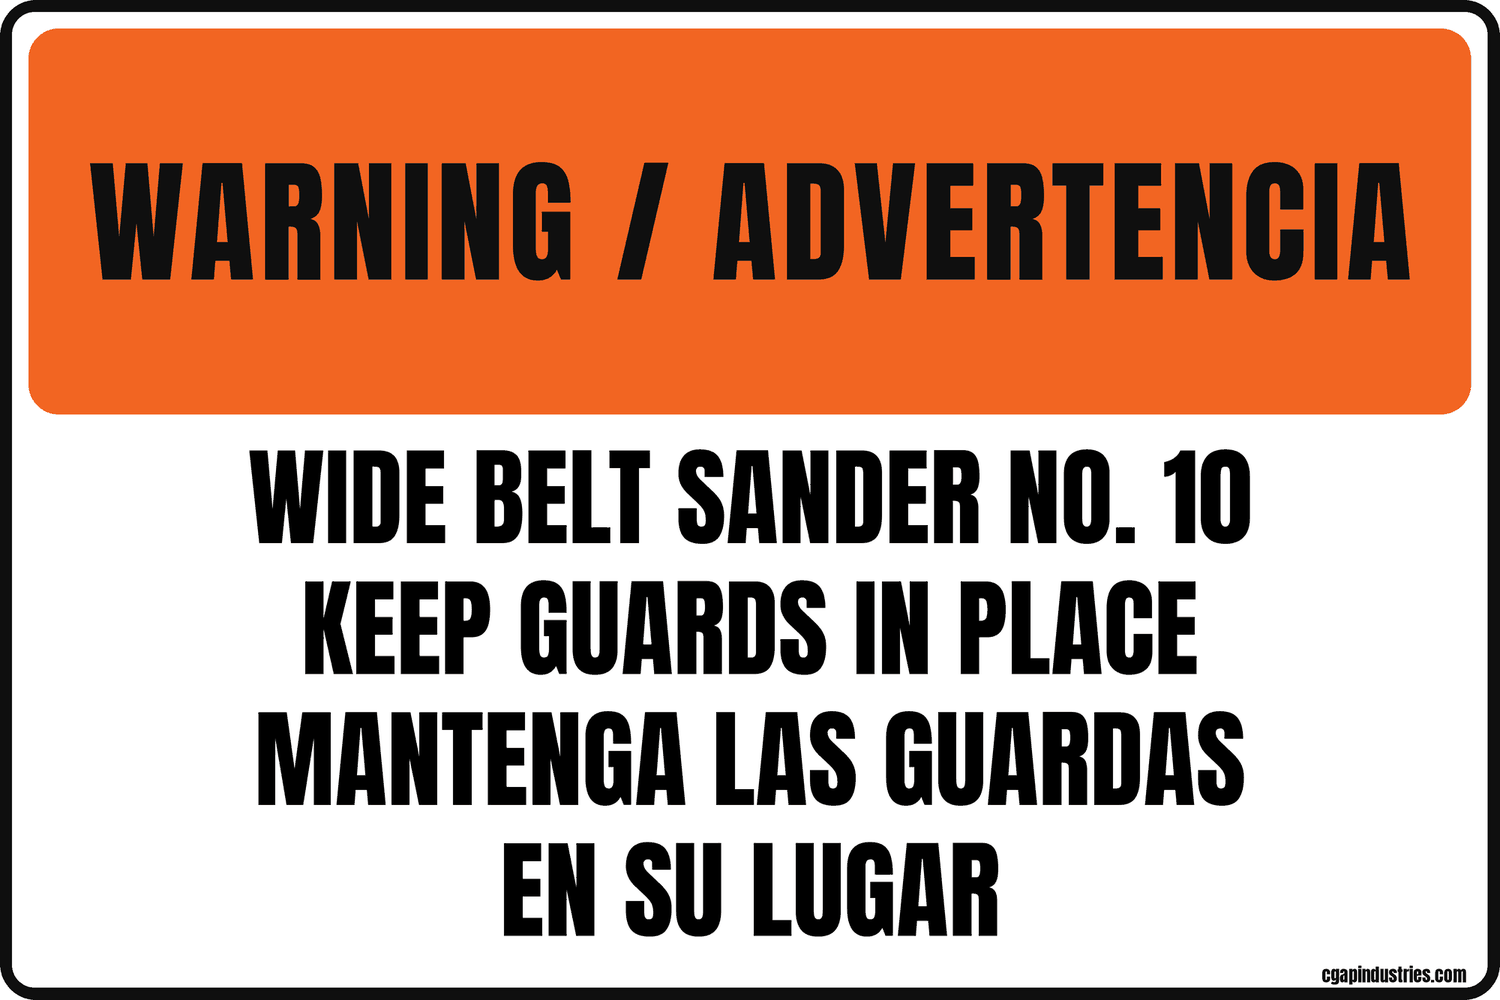 WARNING / ADVERTENCIA
WIDE BELT SANDER NO. 10
KEEP GUARDS IN PLACE
MANTENGA LAS GUARDAS
EN SU LUGAR
cgapindustries.com